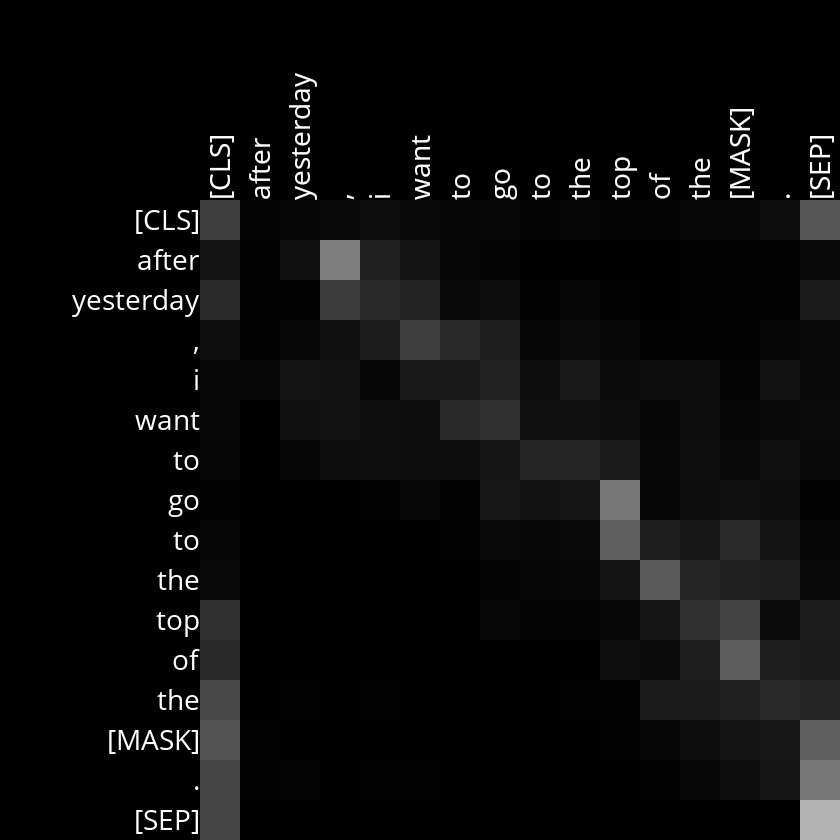 [CLS] after yesterday , i want to go to the top of the [MASK] . [SEP]
[CLS]
after
yesterday
,
i
want
to
go
to
the
top
of
the
[MASK]
.
[SEP]